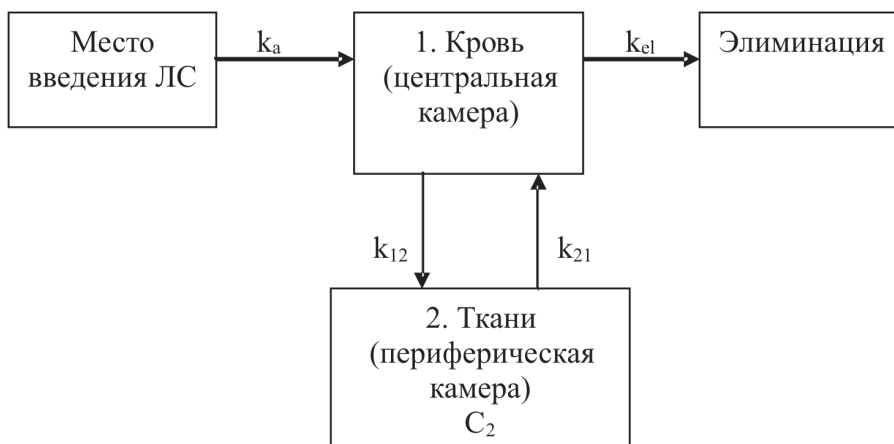 Место
введения ЛС
kₐ
1. Кровь
(центральная
камера)
kₑₗ
Элиминация
k₁₂
k₂₁
2. Ткани
(периферическая
камера)
C₂